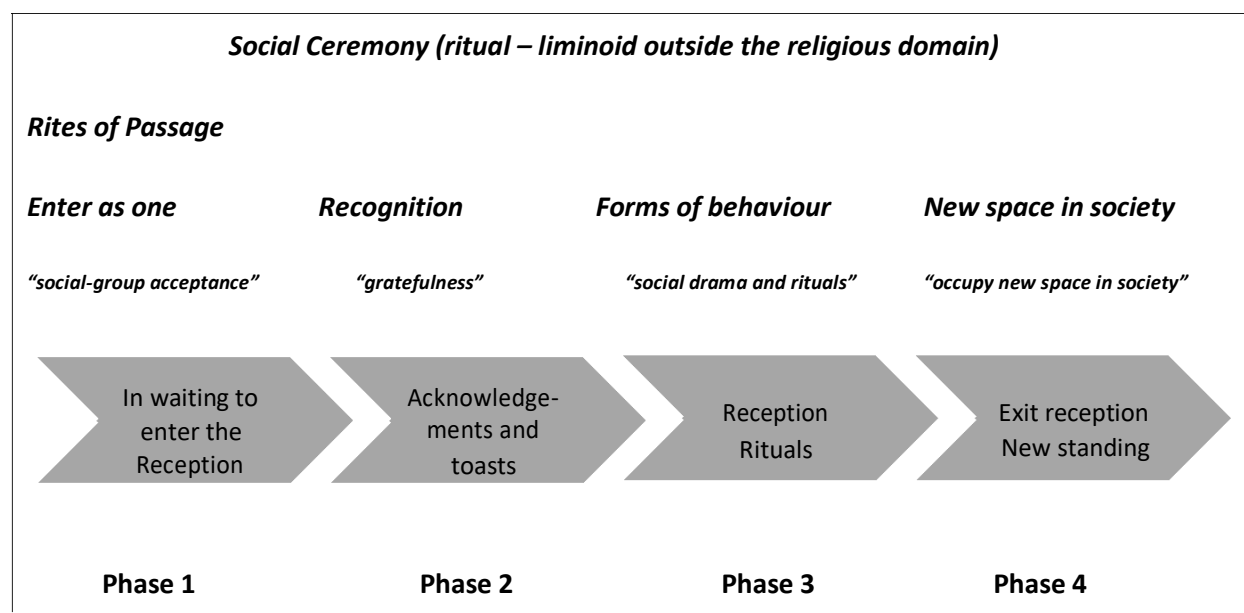 Social Ceremony (ritual – liminoid outside the religious domain)
Rites of Passage
Enter as one
Recognition
Forms of behaviour
New space in society
“social-group acceptance”
“gratefulness”
“social drama and rituals”
“occupy new space in society”
In waiting to
enter the
Reception
Acknowledge-
ments and
toasts
Reception
Rituals
Exit reception
New standing
Phase 1
Phase 2
Phase 3
Phase 4